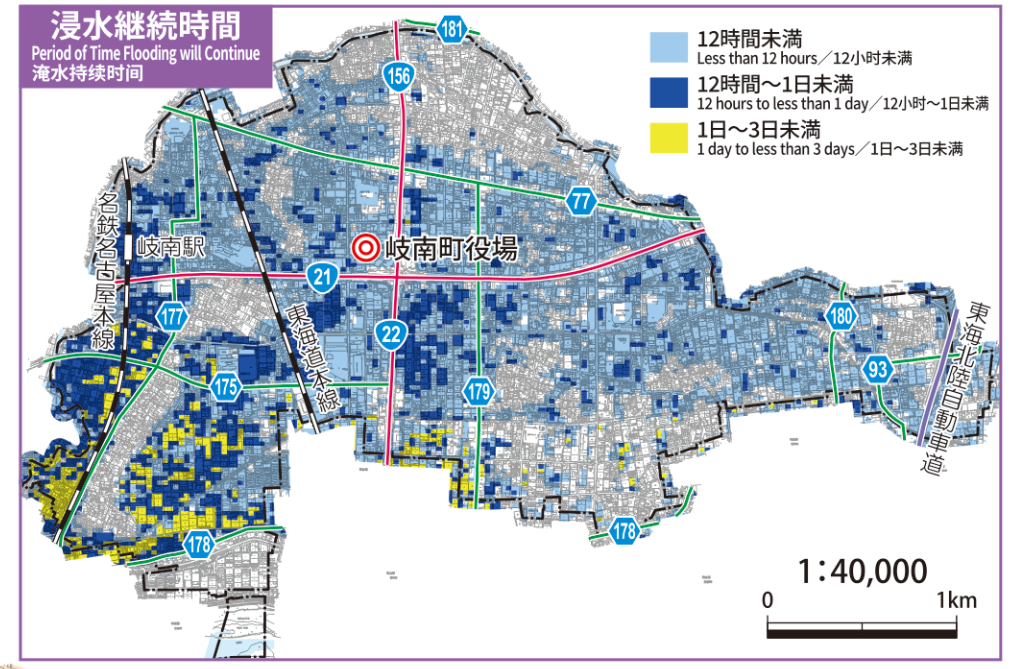 浸水継続時間
Period of Time Flooding will Continue
淹水持续时间
12時間未満
Less than 12 hours／12小时未満
12時間～1日未満
12 hours to less than 1 day／12小时～1日未満
1日～3日未満
1 day to less than 3 days／1日～3日未満
181
156
77
名鉄名古屋本線
岐南駅
岐南町役場
21
177
東海道本線
22
180
東海北陸自動車道
93
175
179
178
178
1：40,000
0
1km